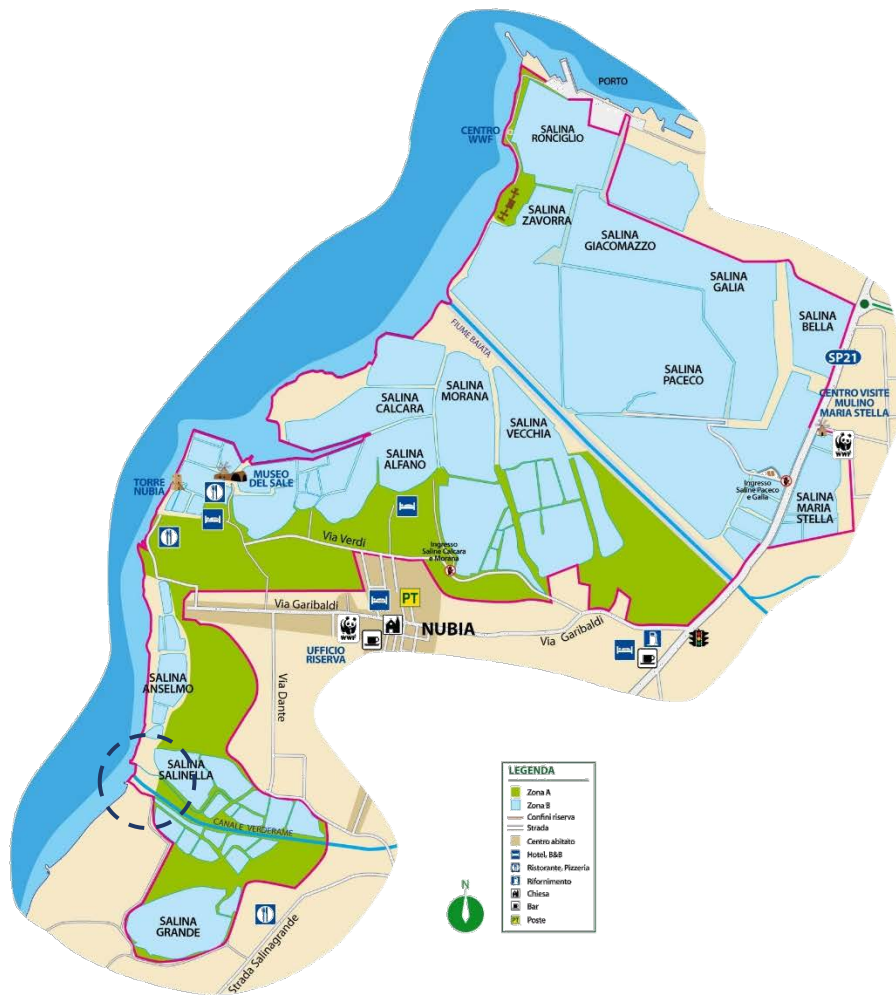 PORTO
CENTRO
WWF
SALINA
RONCIGLIO
SALINA
ZAVORRA
SALINA
GIACOMAZZO
SALINA
GALIA
SALINA
BELLA
FIUME BAIATA
SP21
SALINA
PACECO
SALINA
MORANA
SALINA
CALCARA
SALINA
VECCHIA
CENTRO VISITE
MULINO
MARIA STELLA
WWF
SALINA
ALFANO
MUSEO
DEL SALE
TORRE
NUBIA
Ingresso
Saline Paceco
e Galia
SALINA
MARIA
STELLA
Via Verdi
Ingresso
Saline Calcara
e Morana
Via Garibaldi
PT
WWF
NUBIA
Via Garibaldi
UFFICIO
RISERVA
SALINA
ANSELMO
Via Dante
SALINA
SALINELLA
CANALE VERDERAME
SALINA
GRANDE
Strada Salinagrande
N
LEGENDA
Zona A
Zona B
Confini riserva
Strada
Centro abitato
Hotel, B&B
Ristorante, Pizzeria
Rifornimento
Chiesa
Bar
PT Poste